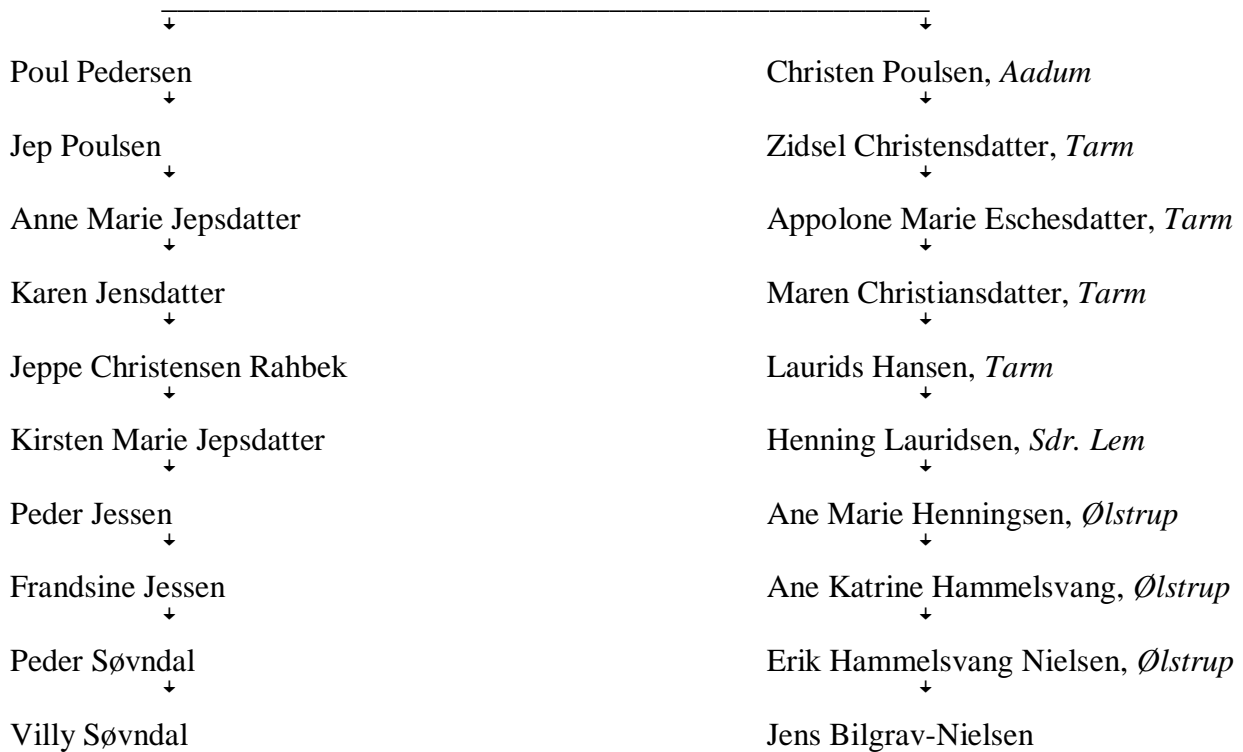 Poul Pedersen Christen Poulsen, Aadum
Jep Poulsen Zidsel Christensdatter, Tarm
Anne Marie Jepsdatter Appolone Marie Eschesdatter, Tarm
Karen Jensdatter Maren Christiansdatter, Tarm
Jeppe Christensen Rahbek Laurids Hansen, Tarm
Kirsten Marie Jepsdatter Henning Lauridsen, Sdr. Lem
Peder Jessen Ane Marie Henningsen, Ølstrup
Frandsine Jessen Ane Katrine Hammelsvang, Ølstrup
Peder Søvndal Erik Hammelsvang Nielsen, Ølstrup
Villy Søvndal Jens Bilgrav-Nielsen